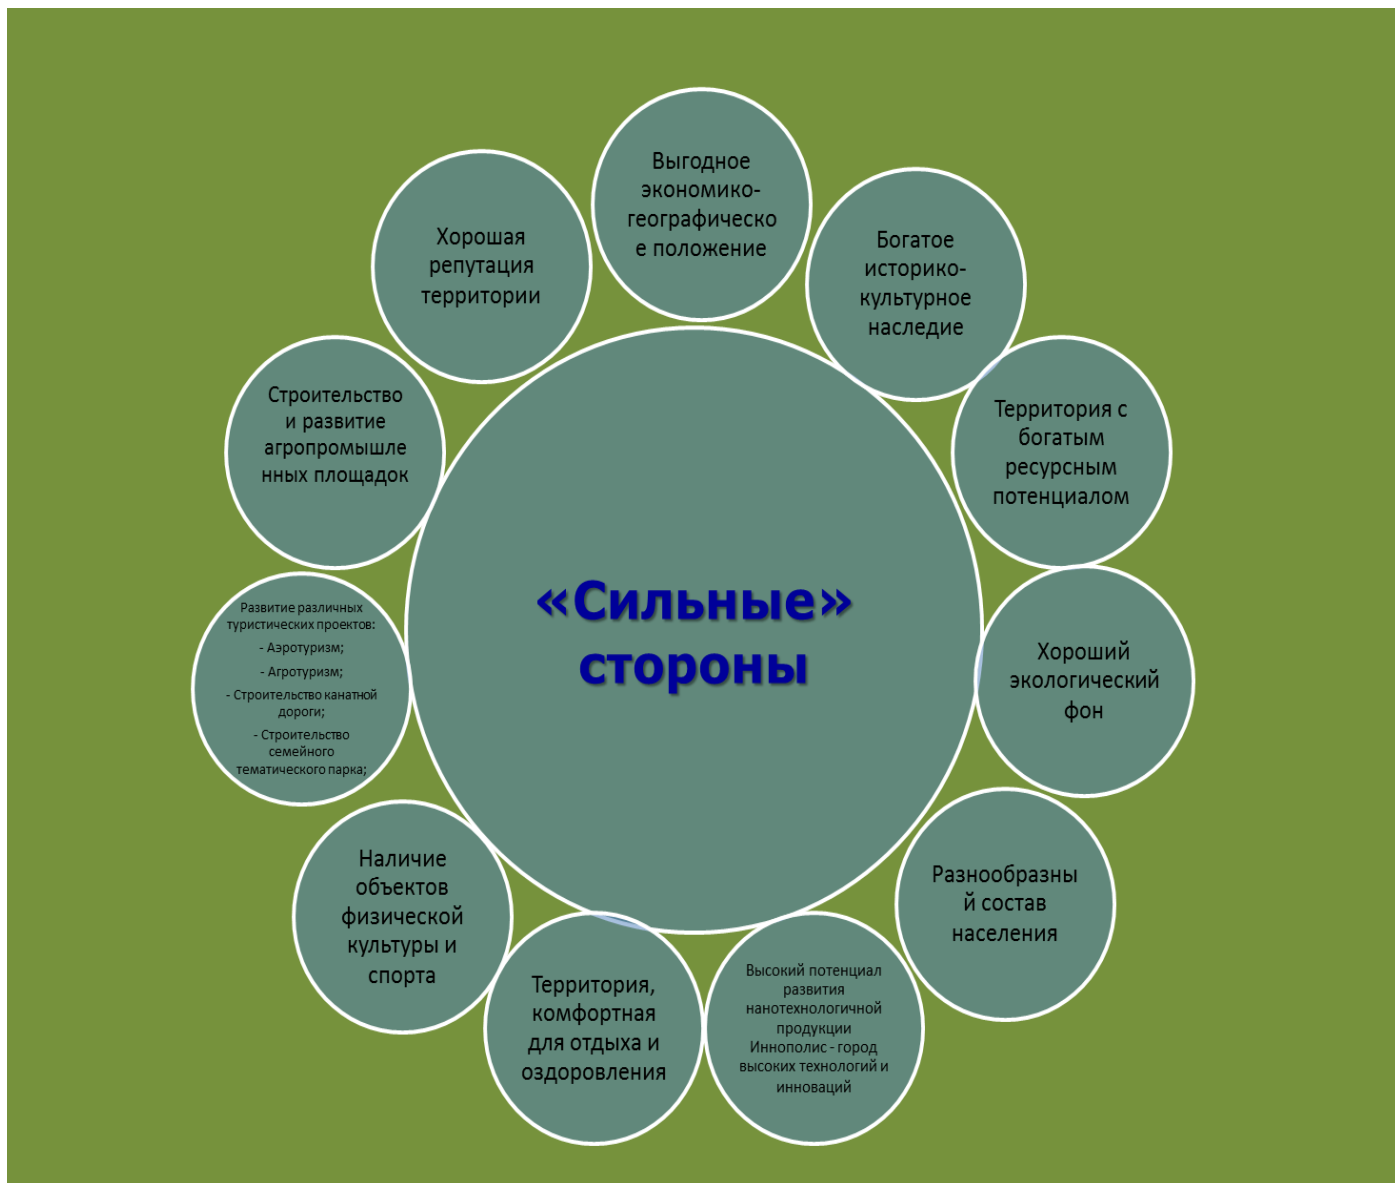 Выгодное
экономико-
географическо
е положение
Богатое
историко-
культурное
наследие
Территория с
богатым
ресурсным
потенциалом
Хороший
экологический
фон
Разнообразны
й состав
населения
Высокий потенциал
развития
нанотехнологичной
продукции
Иннополис - город
высоких технологий и
инноваций
Территория,
комфортная
для отдыха и
оздоровления
Наличие
объектов
физической
культуры и
спорта
Развитие различных
туристических проектов:
- Аэротуризм;
- Агротуризм;
- Строительство канатной
дороги;
- Строительство
семейного
тематического парка;
Строительство
и развитие
агропромышле
нных площадок
Хорошая
репутация
территории
«Сильные»
стороны